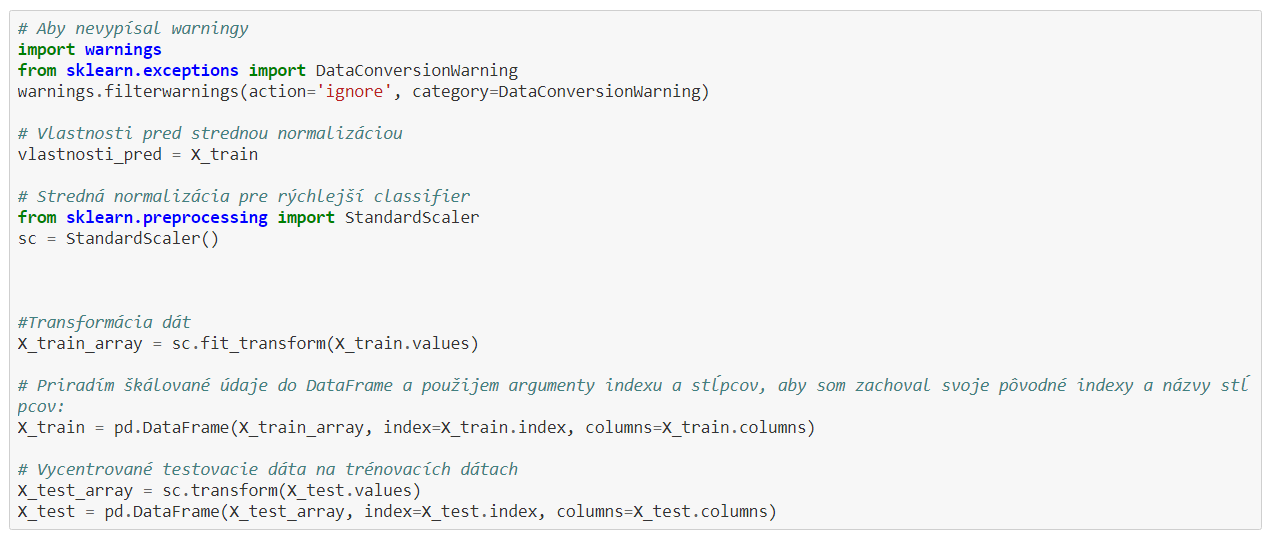 # Aby nevypísal warningy
import warnings
from sklearn.exceptions import DataConversionWarning
warnings.filterwarnings(action='ignore', category=DataConversionWarning)
# Vlastnosti pred strednou normalizáciou
vlastnosti_pred = X_train
# Stredná normalizácia pre rýchlejší classifier
from sklearn.preprocessing import StandardScaler
sc = StandardScaler()
#Transformácia dát
X_train_array = sc.fit_transform(X_train.values)
# Priradím škálované údaje do DataFrame a použijem argumenty indexu a stĺpcov, aby som zachoval svoje pôvodné indexy a názvy stĺ
pcov:
X_train = pd.DataFrame(X_train_array, index=X_train.index, columns=X_train.columns)
# Vycentrované testovacie dáta na trénovacích dátach
X_test_array = sc.transform(X_test.values)
X_test = pd.DataFrame(X_test_array, index=X_test.index, columns=X_test.columns)